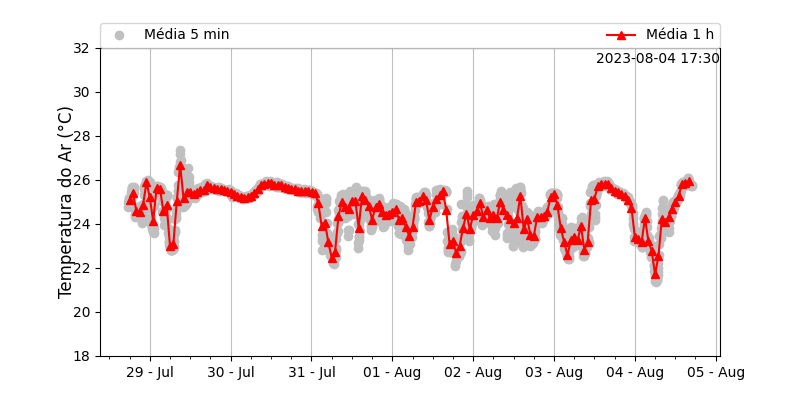 Média 5 min
Média 1 h
2023-08-04 17:30
Temperatura do Ar (°C)
32
30
28
26
24
22
20
18
29 - Jul
30 - Jul
31 - Jul
01 - Aug
02 - Aug
03 - Aug
04 - Aug
05 - Aug